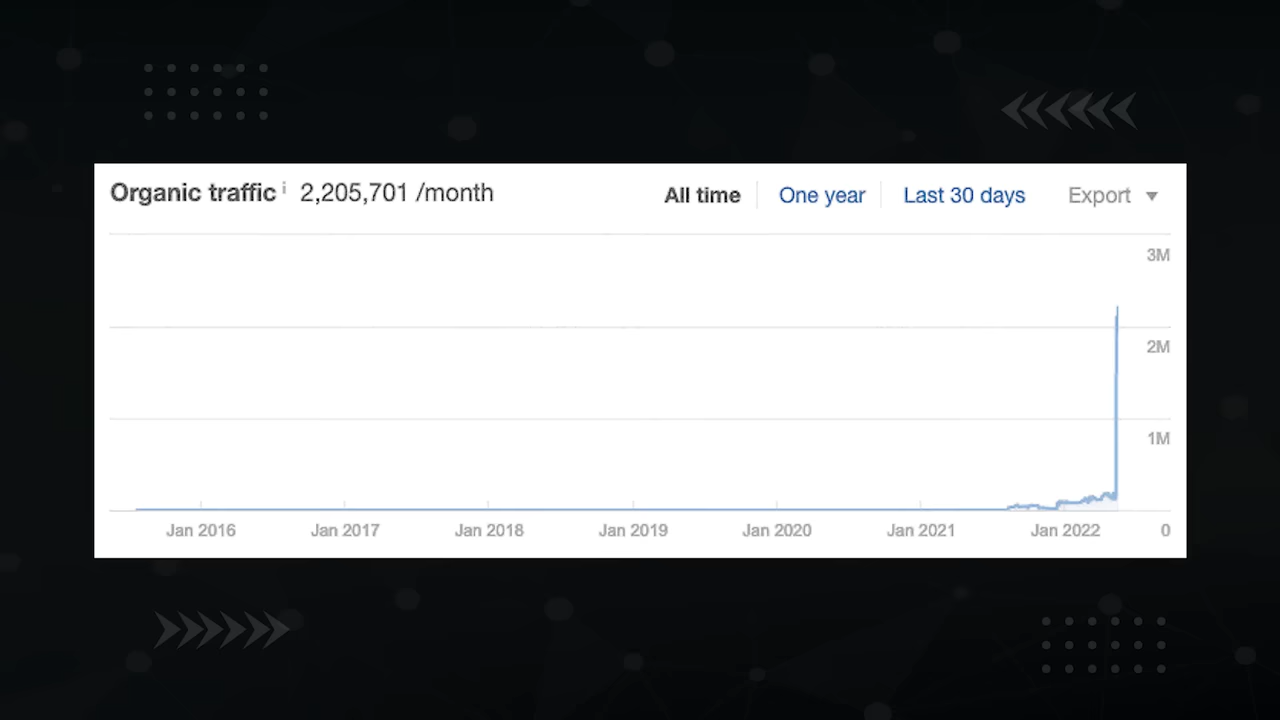 Organic traffic i 2,205,701 /month All time One year Last 30 days Export
3M
2M
1M
Jan 2016 Jan 2017 Jan 2018 Jan 2019 Jan 2020 Jan 2021 Jan 2022 0